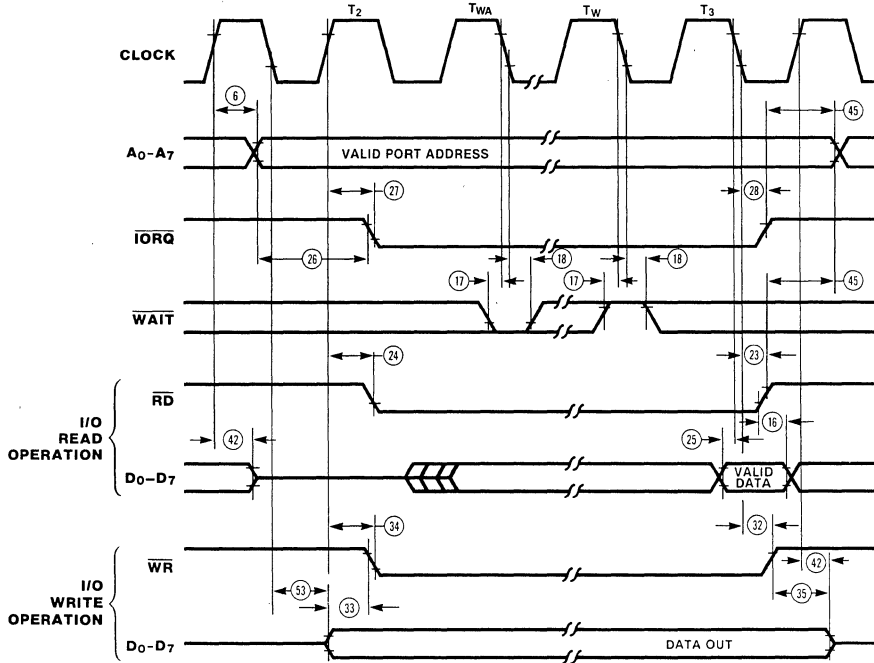 T2 TWA TW T3
CLOCK
6 45
A0-A7 VALID PORT ADDRESS
27 28
IORQ
26 17 18 17 18
45
WAIT
24 23
RD
I/O
READ
OPERATION
42 25 16
D0-D7 VALID
DATA
34 32
WR
I/O
WRITE
OPERATION
42
53 33 35
D0-D7 DATA OUT